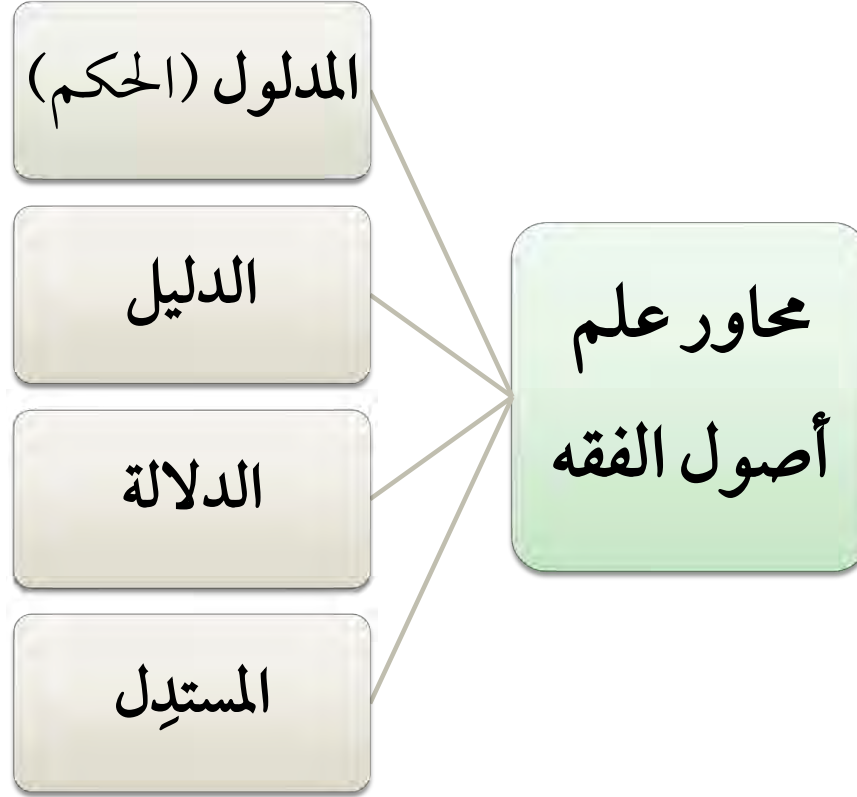 محاور علم
أصول الفقه
المدلول (الحكم)
الدليل
الدلالة
المستدِل